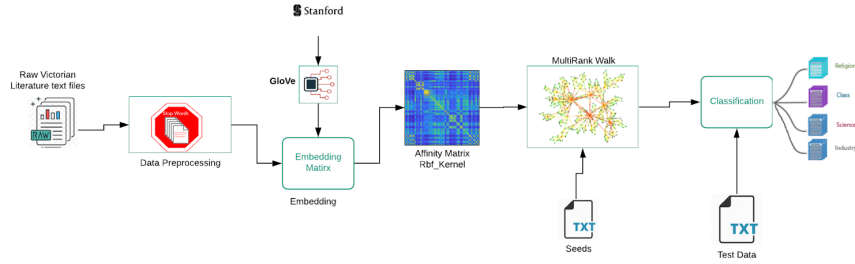 Stanford
Raw Victorian
Literature text files
RAW
Stop Words
Data Preprocessing
GloVe
Embedding
Matirx
Embedding
Affinity Matrix
Rbf_Kernel
MultiRank Walk
TXT
Seeds
Classification
TXT
Test Data
Religion
Class
Science
Industry